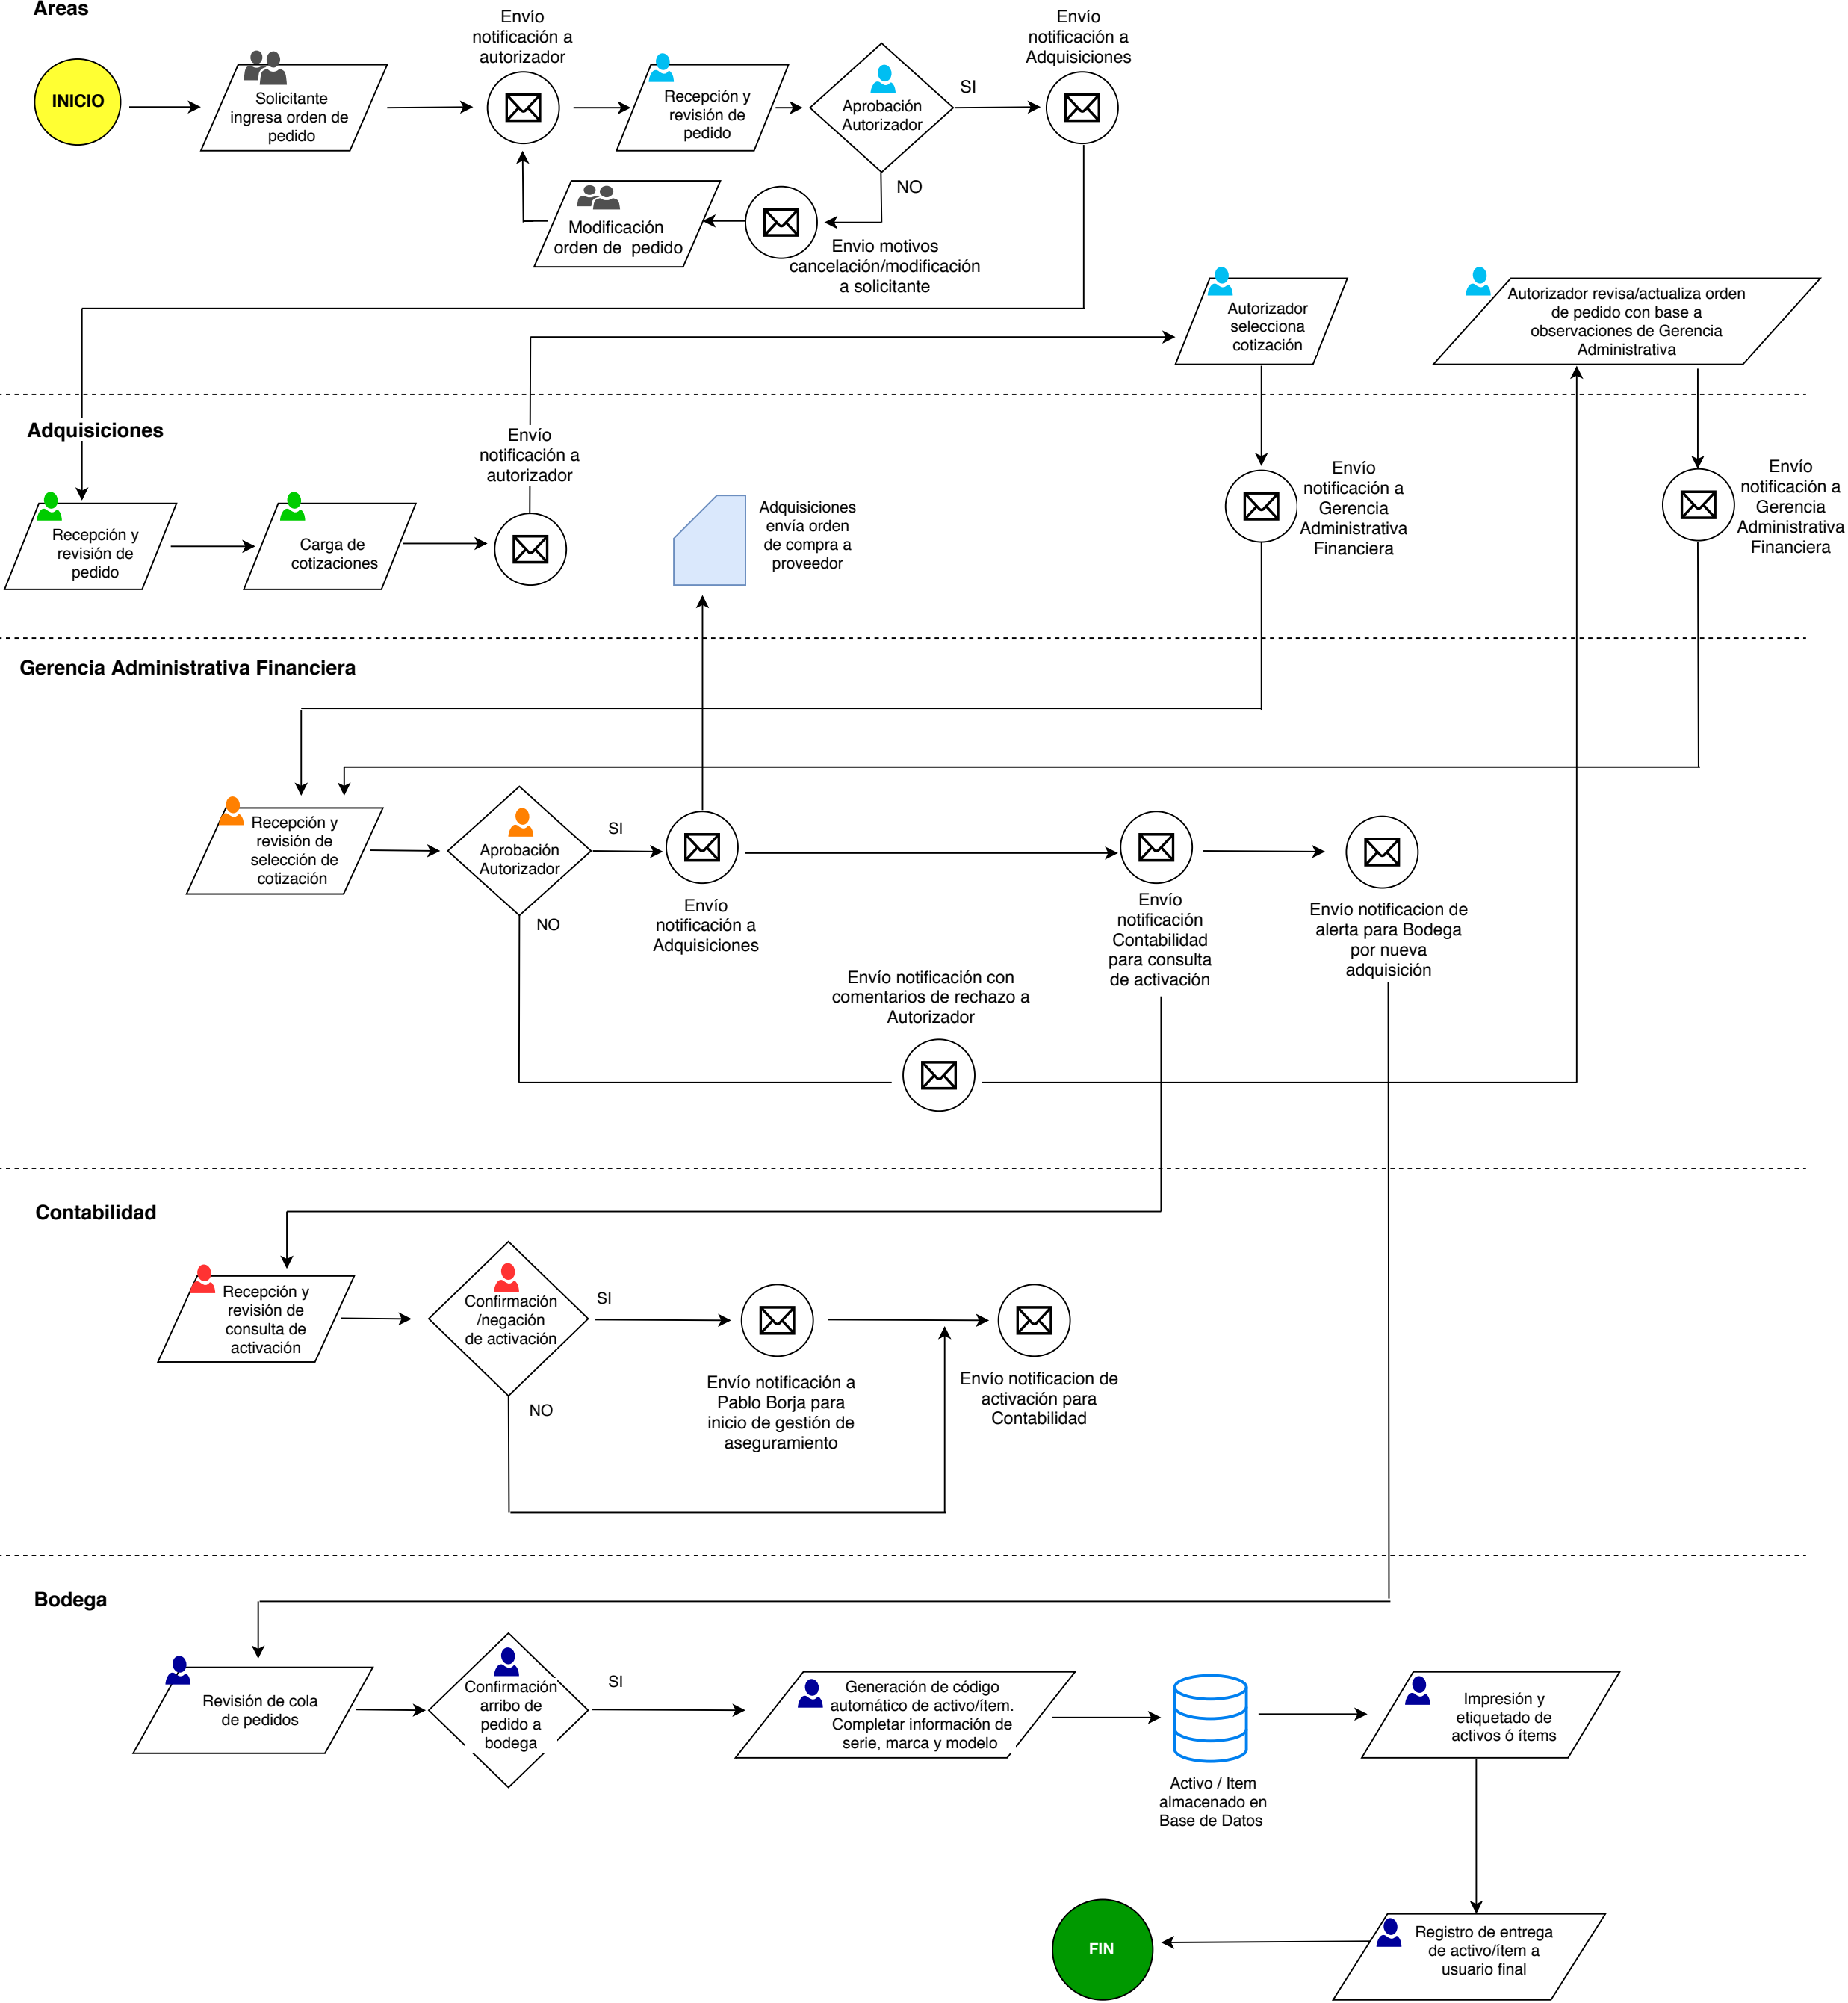 Areas
INICIO
Solicitante
ingresa orden de
pedido
Envío
notificación a
autorizador
Recepción y
revisión de
pedido
Aprobación
Autorizador
SI
NO
Envío
notificación a
Adquisiciones
Modificación
orden de  pedido
Envio motivos
cancelación/modificación
a solicitante
Autorizador
selecciona
cotización
Autorizador revisa/actualiza orden
de pedido con base a
observaciones de Gerencia
Administrativa
Adquisiciones
Recepción y
revisión de
pedido
Carga de
cotizaciones
Envío
notificación a
autorizador
Adquisiciones
envía orden
de compra a
proveedor
Envío
notificación a
Gerencia
Administrativa
Financiera
Envío
notificación a
Gerencia
Administrativa
Financiera
Gerencia Administrativa Financiera
Recepción y
revisión de
selección de
cotización
Aprobación
Autorizador
SI
NO
Envío
notificación a
Adquisiciones
Envío
notificación
Contabilidad
para consulta
de activación
Envío notificacion de
alerta para Bodega
por nueva
adquisición
Envío notificación con
comentarios de rechazo a
Autorizador
Contabilidad
Recepción y
revisión de
consulta de
activación
Confirmación
/negación
de activación
SI
NO
Envío notificación a
Pablo Borja para
inicio de gestión de
aseguramiento
Envío notificacion de
activación para
Contabilidad
Bodega
Revisión de cola
de pedidos
Confirmación
arribo de
pedido a
bodega
SI
Generación de código
automático de activo/ítem.
Completar información de
serie, marca y modelo
Activo / Item
almacenado en
Base de Datos
Impresión y
etiquetado de
activos ó ítems
Registro de entrega
de activo/ítem a
usuario final
FIN